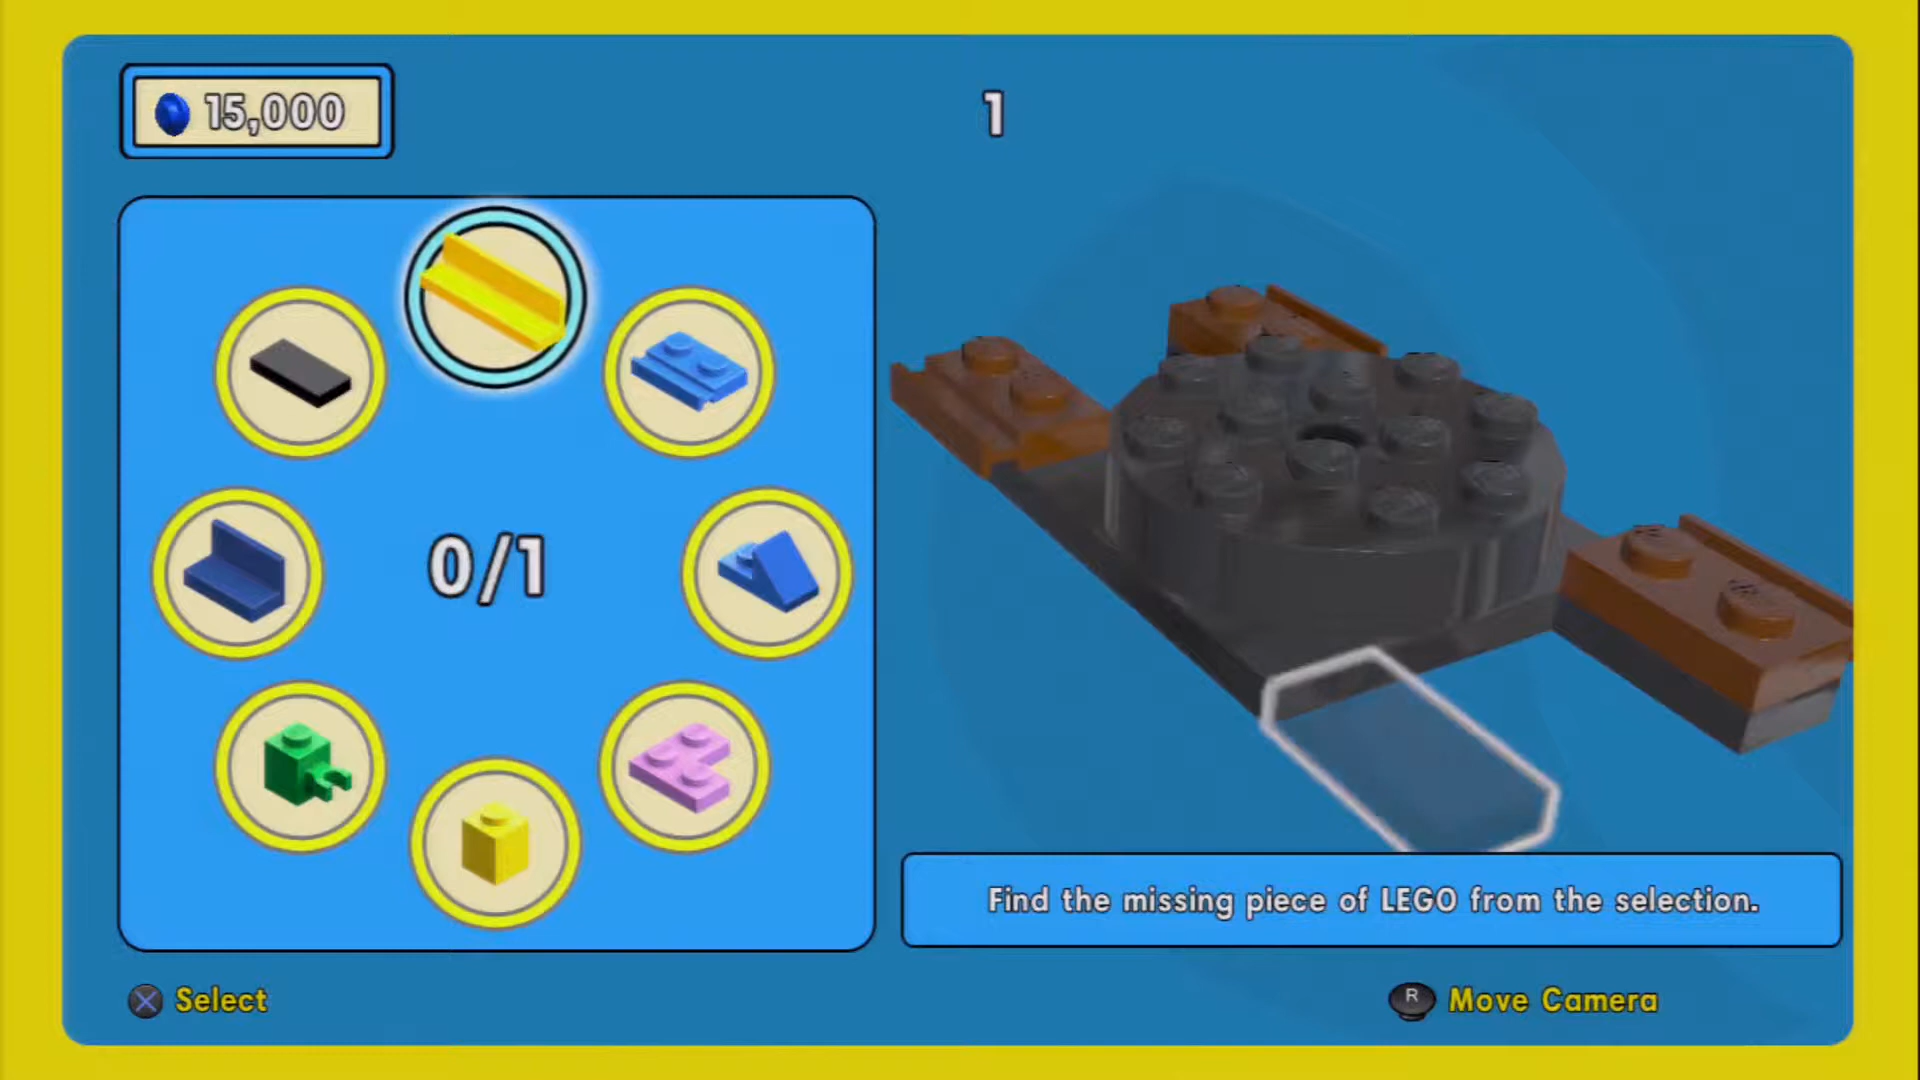 15,000
1
0/1
Find the missing piece of LEGO from the selection.
Select
R Move Camera